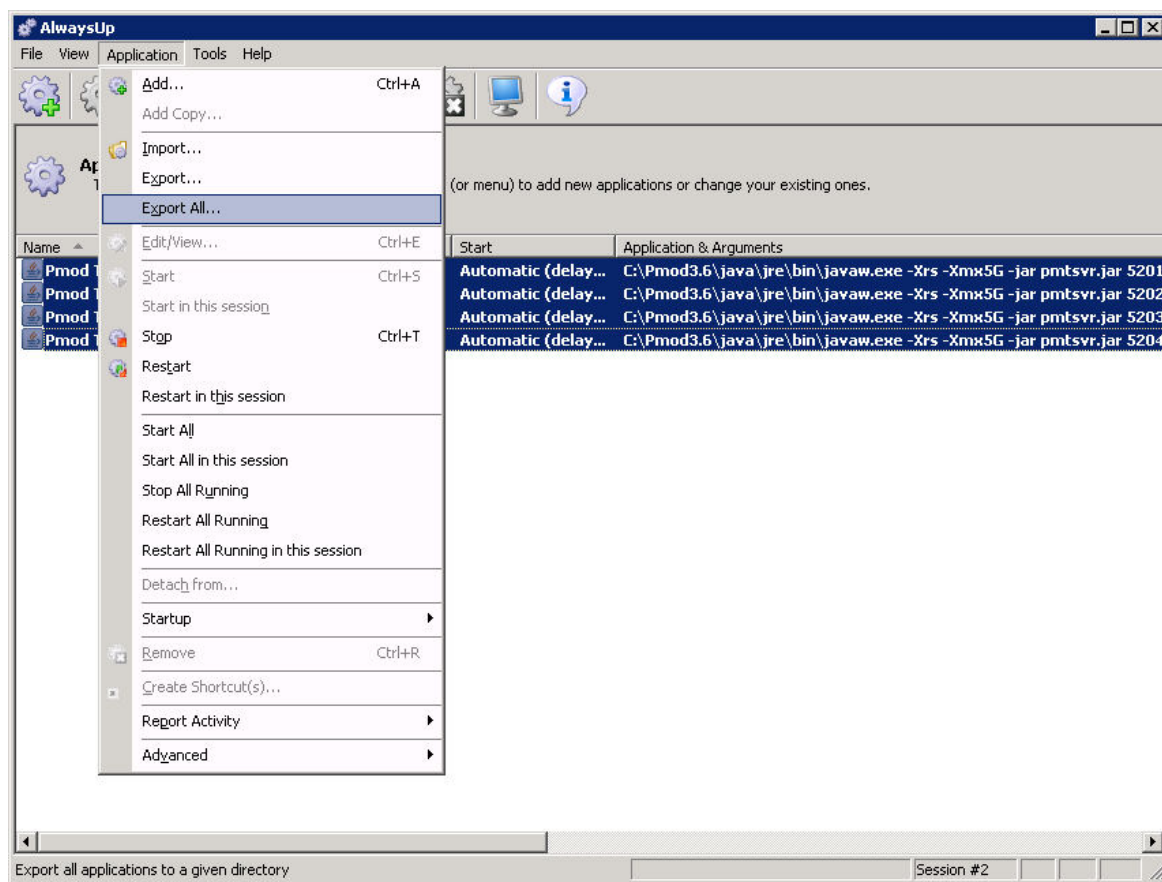 AlwaysUp
File View Application Tools Help
Add... Ctrl+A
Add Copy...
Import...
Export...
Export All...
Edit/View... Ctrl+E
Start Ctrl+S
Start in this session
Stop Ctrl+T
Restart
Restart in this session
Start All
Start All in this session
Stop All Running
Restart All Running
Restart All Running in this session
Detach from...
Startup
Remove Ctrl+R
Create Shortcut(s)...
Report Activity
Advanced
(or menu) to add new applications or change your existing ones.
Name Start Application & Arguments
Pmod T Automatic (delay... C:\Pmod3.6\java\jre\bin\javaw.exe -Xrs -Xmx5G -jar pmtsvr.jar 5201
Pmod T Automatic (delay... C:\Pmod3.6\java\jre\bin\javaw.exe -Xrs -Xmx5G -jar pmtsvr.jar 5202
Pmod T Automatic (delay... C:\Pmod3.6\java\jre\bin\javaw.exe -Xrs -Xmx5G -jar pmtsvr.jar 5203
Pmod T Automatic (delay... C:\Pmod3.6\java\jre\bin\javaw.exe -Xrs -Xmx5G -jar pmtsvr.jar 5204
Export all applications to a given directory Session #2